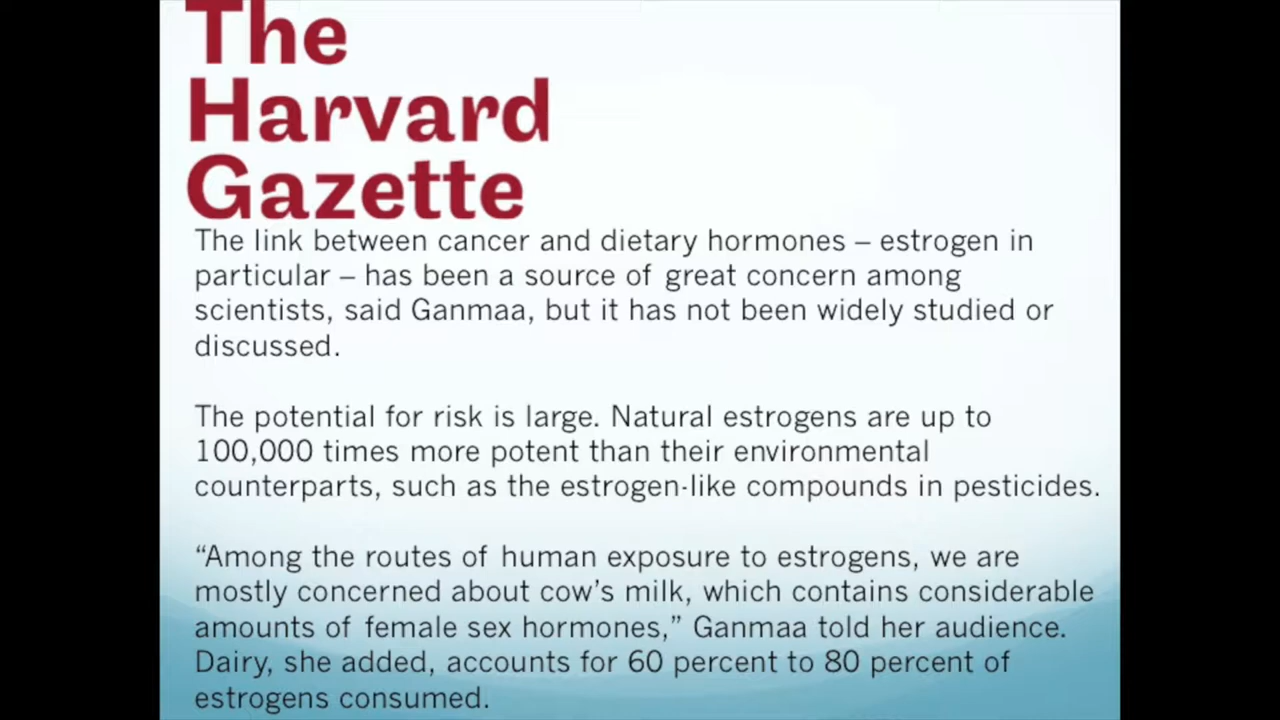 The
Harvard
Gazette
The link between cancer and dietary hormones – estrogen in
particular – has been a source of great concern among
scientists, said Ganmaa, but it has not been widely studied or
discussed.
The potential for risk is large. Natural estrogens are up to
100,000 times more potent than their environmental
counterparts, such as the estrogen-like compounds in pesticides.
“Among the routes of human exposure to estrogens, we are
mostly concerned about cow’s milk, which contains considerable
amounts of female sex hormones,” Ganmaa told her audience.
Dairy, she added, accounts for 60 percent to 80 percent of
estrogens consumed.